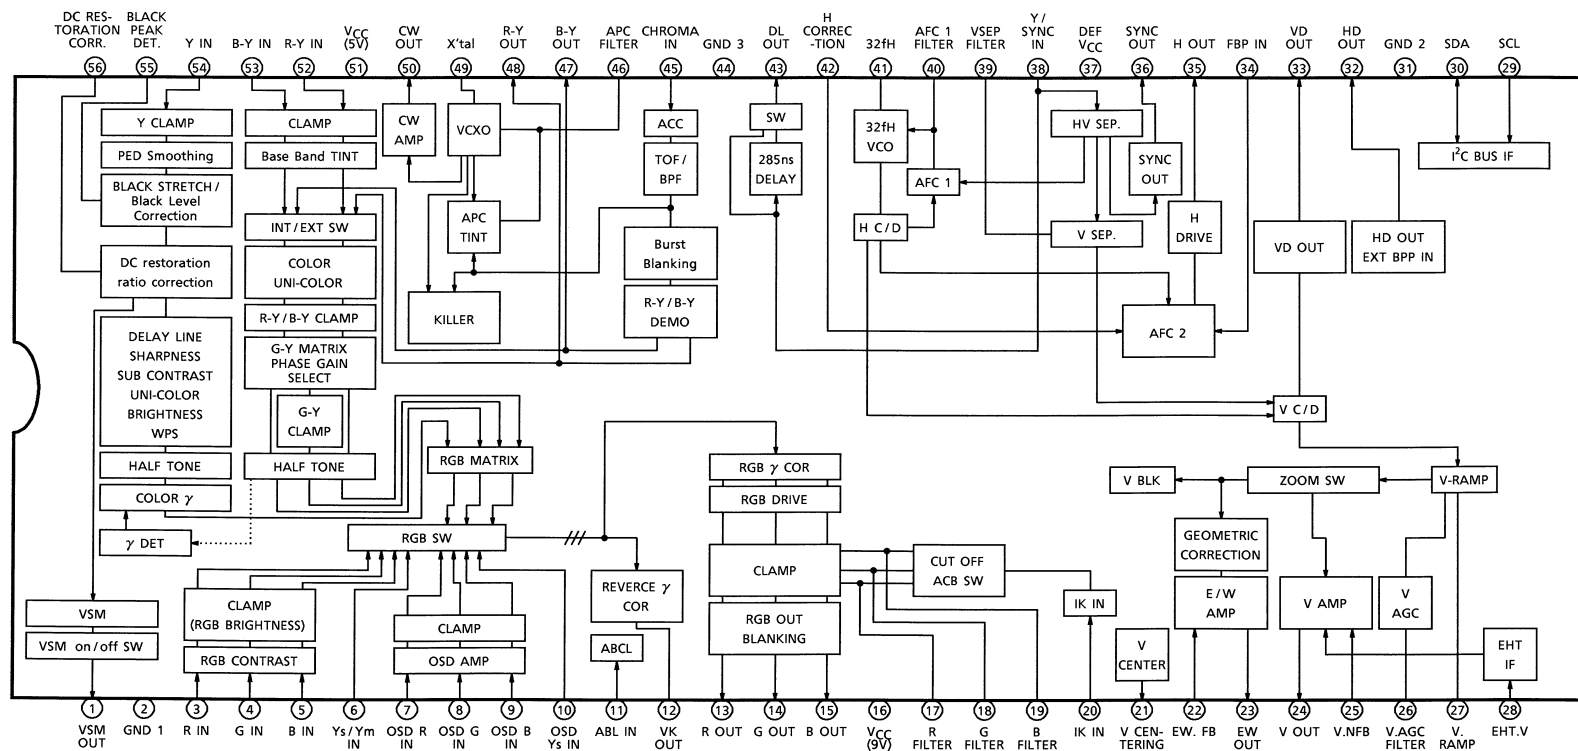 DC RES-
TORATION
CORR.
BLACK
PEAK
DET.
Y IN
B-Y IN
R-Y IN
VCC
(5V)
CW
OUT
X'tal
R-Y
OUT
B-Y
OUT
APC
FILTER
CHROMA
IN
GND 3
DL
OUT
H
CORREC
-TION
32fH
AFC 1
FILTER
VSEP
FILTER
Y /
SYNC
IN
DEF
VCC
SYNC
OUT
H OUT
FBP IN
VD
OUT
HD
OUT
GND 2
SDA
SCL
56
55
54
53
52
51
50
49
48
47
46
45
44
43
42
41
40
39
38
37
36
35
34
33
32
31
30
29
Y CLAMP
PED Smoothing
BLACK STRETCH /
Black Level
Correction
DC restoration
ratio correction
DELAY LINE
SHARPNESS
SUB CONTRAST
UNI-COLOR
BRIGHTNESS
WPS
HALF TONE
COLOR γ
γ DET
VSM
VSM on / off SW
CLAMP
Base Band TINT
INT / EXT SW
COLOR
UNI-COLOR
R-Y / B-Y CLAMP
G-Y MATRIX
PHASE GAIN
SELECT
G-Y
CLAMP
HALF TONE
CLAMP
(RGB BRIGHTNESS)
RGB CONTRAST
CW
AMP
VCXO
APC
TINT
KILLER
RGB MATRIX
RGB SW
CLAMP
OSD AMP
ACC
TOF /
BPF
Burst
Blanking
R-Y / B-Y
DEMO
REVERCE γ
COR
ABCL
SW
285ns
DELAY
RGB γ COR
RGB DRIVE
CLAMP
RGB OUT
BLANKING
32fH
VCO
AFC 1
H C / D
CUT OFF
ACB SW
IK IN
HV SEP.
SYNC
OUT
V SEP.
H
DRIVE
AFC 2
VD OUT
HD OUT
EXT BPP IN
I2C BUS IF
V C / D
V BLK
ZOOM SW
V-RAMP
GEOMETRIC
CORRECTION
E / W
AMP
V AMP
V
AGC
V
CENTER
EHT
IF
1
2
3
4
5
6
7
8
9
10
11
12
13
14
15
16
17
18
19
20
21
22
23
24
25
26
27
28
VSM
OUT
GND 1
R IN
G IN
B IN
Ys / Ym
IN
OSD R
IN
OSD G
IN
OSD B
IN
OSD
Ys IN
ABL IN
VK
OUT
R OUT
G OUT
B OUT
VCC
(9V)
R
FILTER
G
FILTER
B
FILTER
IK IN
V CEN-
TERING
EW. FB
EW
OUT
V OUT
V.NFB
V.AGC
FILTER
V.
RAMP
EHT.V